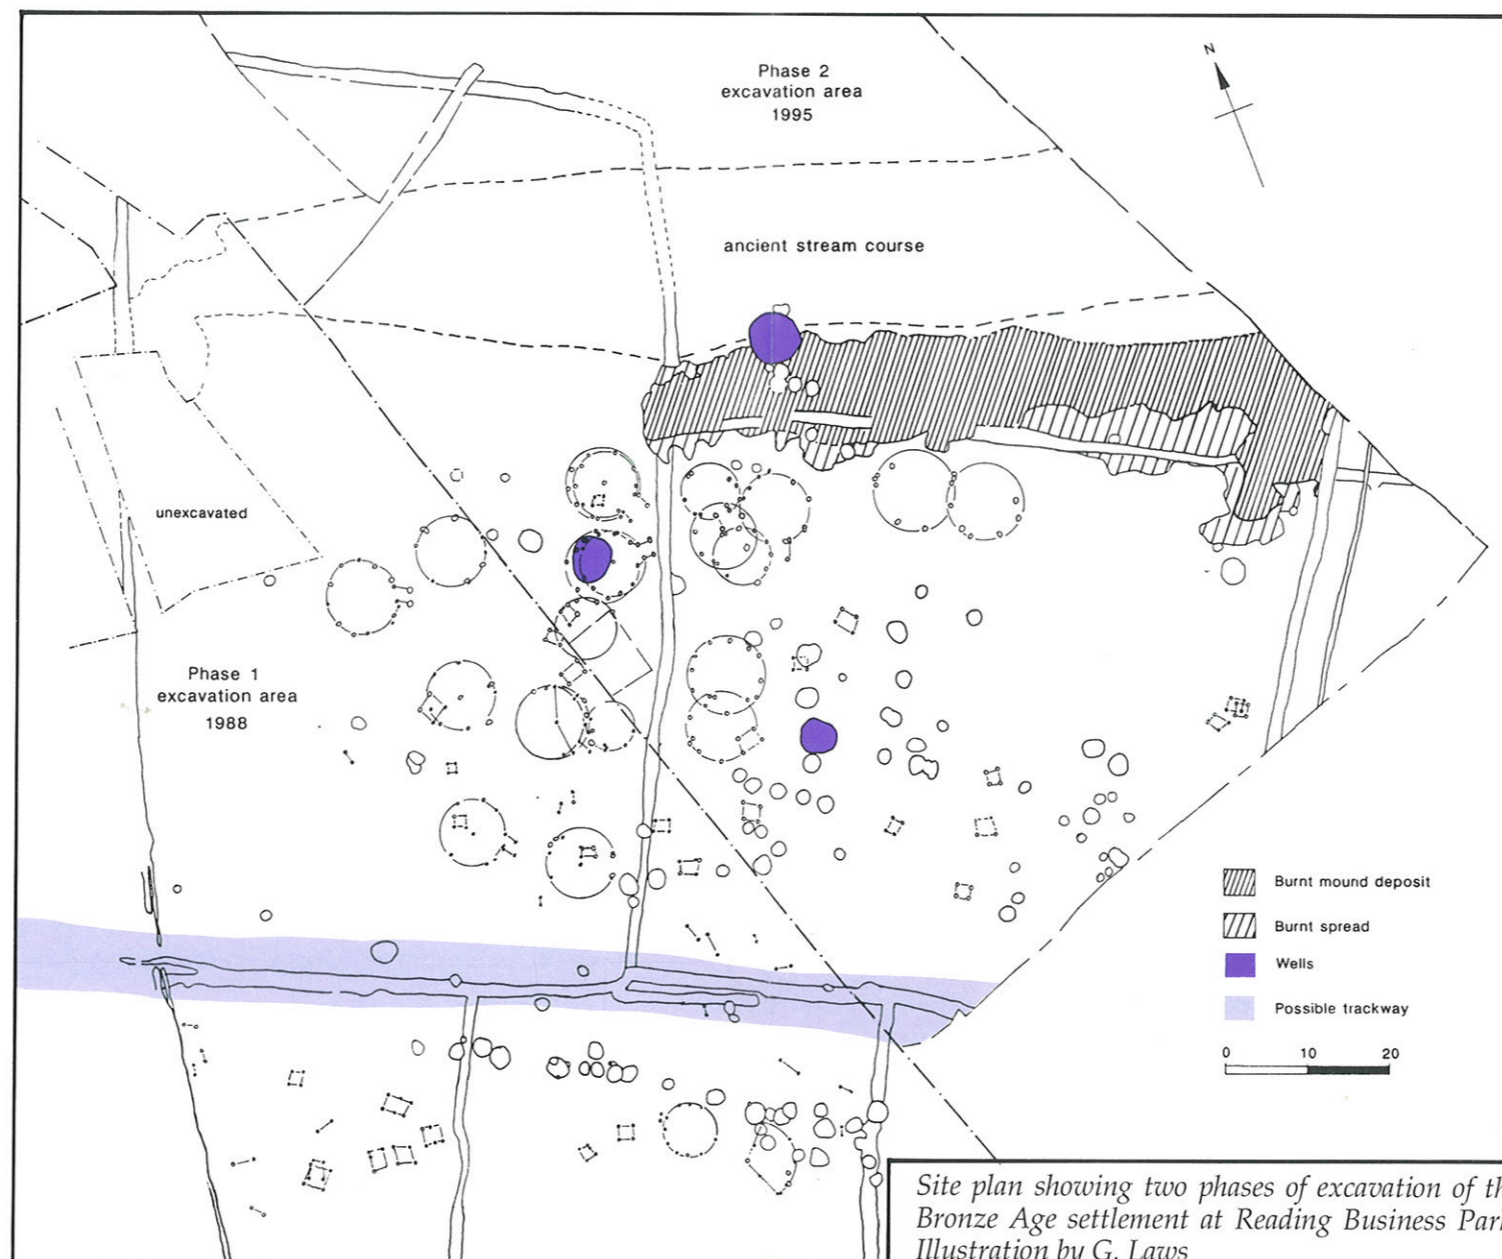 Phase 2
excavation area
1995
N
ancient stream course
unexcavated
Phase 1
excavation area
1988
Burnt mound deposit
Burnt spread
Wells
Possible trackway
0 10 20
Site plan showing two phases of excavation of th
Bronze Age settlement at Reading Business Par
Illustration by G. Laws